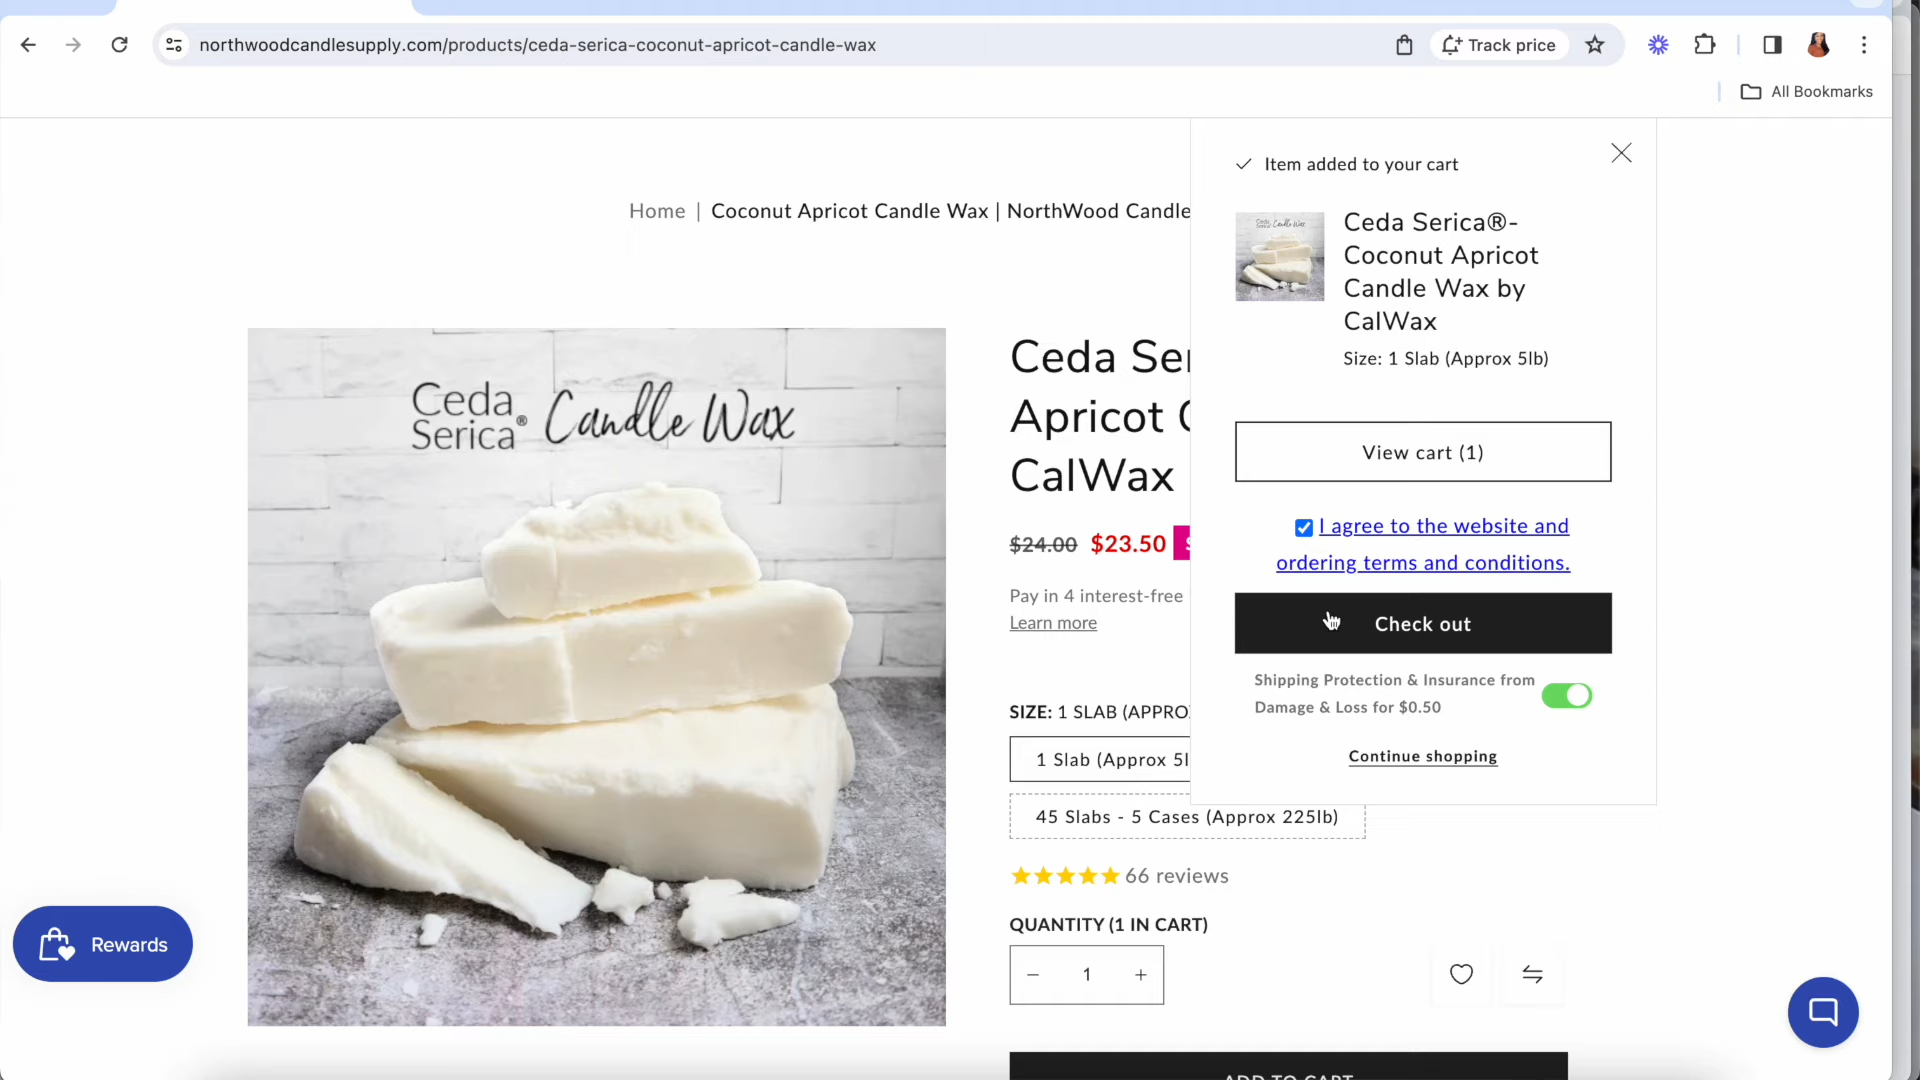 northwoodcandlesupply.com/products/ceda-serica-coconut-apricot-candle-wax
Track price
All Bookmarks
Home | Coconut Apricot Candle Wax | NorthWood Candle
Ceda Serica® Candle Wax
Ceda Se
Apricot
CalWax
$24.00 $23.50
Pay in 4 interest-free
Learn more
SIZE: 1 SLAB (APPRO
1 Slab (Approx 5l
45 Slabs - 5 Cases (Approx 225lb)
66 reviews
QUANTITY (1 IN CART)
− 1 +
ADD TO CART
Item added to your cart
Ceda Serica®-
Coconut Apricot
Candle Wax by
CalWax
Size: 1 Slab (Approx 5lb)
View cart (1)
I agree to the website and
ordering terms and conditions.
Check out
Shipping Protection & Insurance from
Damage & Loss for $0.50
Continue shopping
Rewards